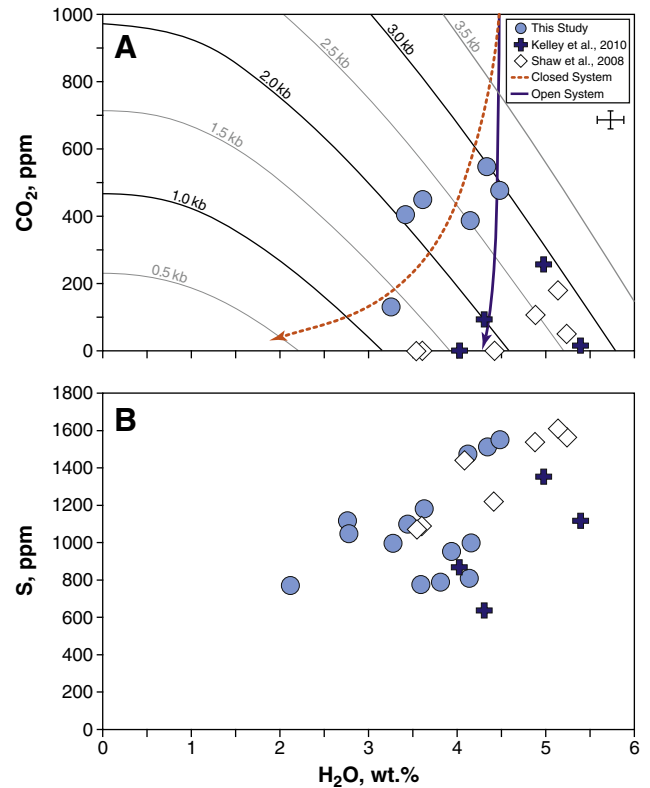 1000
800
600
400
200
0
CO2, ppm
A
0.5 kb
1.0 kb
1.5 kb
2.0 kb
2.5 kb
3.0 kb
3.5 kb
This Study
Kelley et al., 2010
Shaw et al., 2008
Closed System
Open System
B
1800
1600
1400
1200
1000
800
600
400
200
0
S, ppm
0 1 2 3 4 5 6
H2O, wt.%